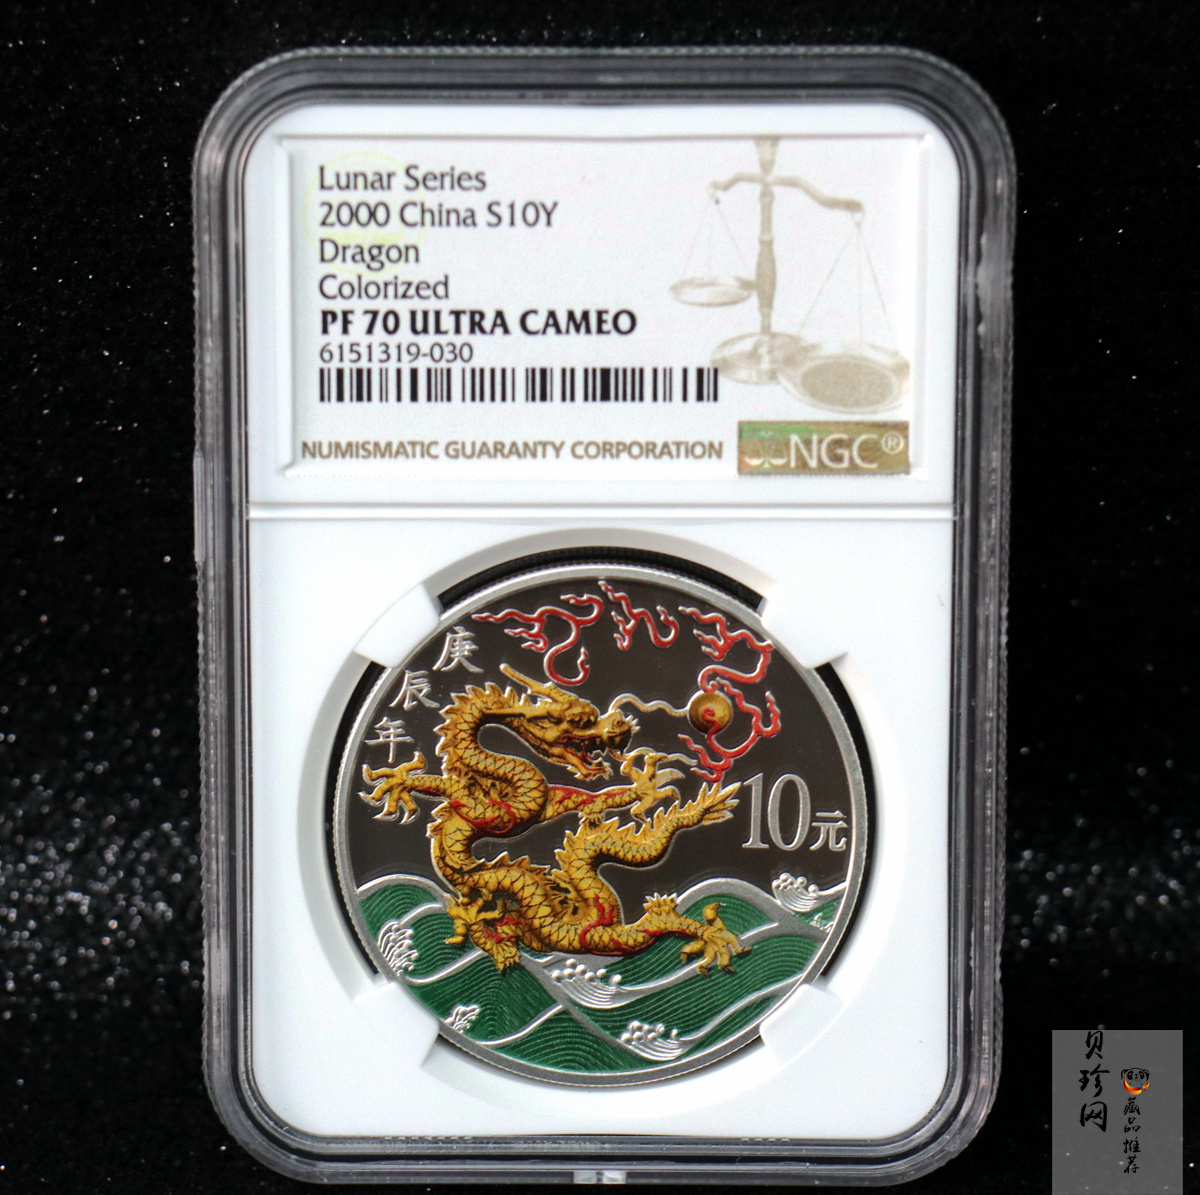 Lunar Series
2000 China S10Y
Dragon
Colorized
PF 70 ULTRA CAMEO
6151319-030
NUMISMATIC GUARANTY CORPORATION
NGC®
庚辰年
10元
贝珍网
藏品推荐